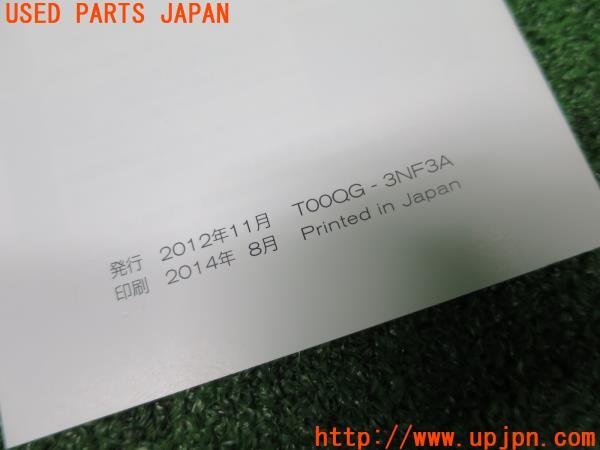 USED PARTS JAPAN
発行 2012年11月 T00QG - 3NF3A
印刷 2014年 8月 Printed in Japan
http://www.upjpn.com